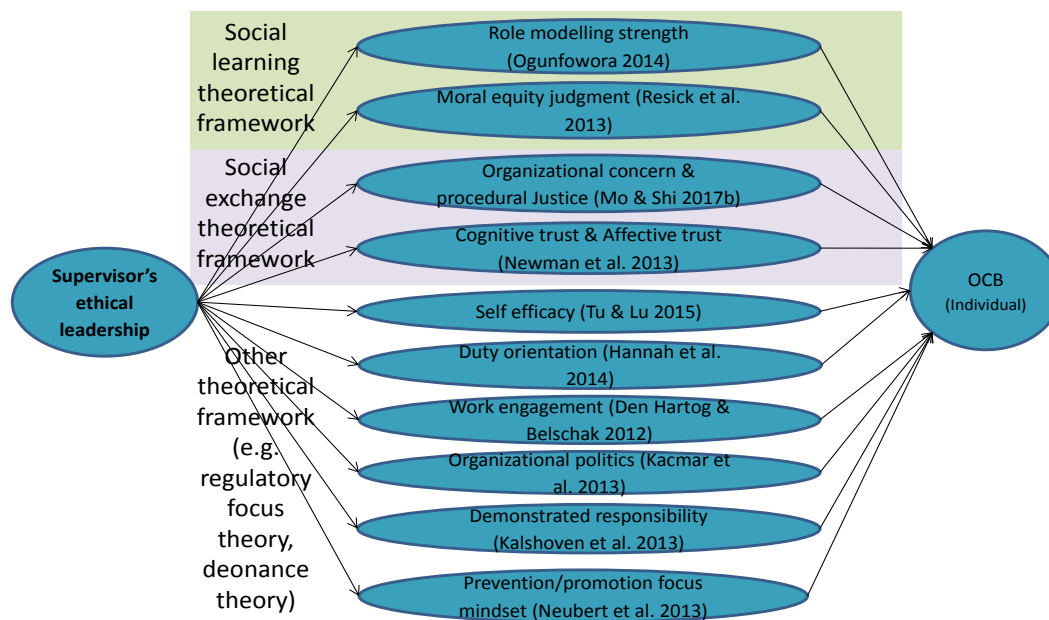 Social
learning
theoretical
framework
Role modelling strength
(Ogunfowora 2014)
Moral equity judgment (Resick et al.
2013)
Social
exchange
theoretical
framework
Organizational concern &
procedural Justice (Mo & Shi 2017b)
Cognitive trust & Affective trust
(Newman et al. 2013)
Supervisor's
ethical
leadership
OCB
(Individual)
Other
theoretical
framework
(e.g.
regulatory
focus
theory,
deonance
theory)
Self efficacy (Tu & Lu 2015)
Duty orientation (Hannah et al.
2014)
Work engagement (Den Hartog &
Belschak 2012)
Organizational politics (Kacmar et
al. 2013)
Demonstrated responsibility
(Kalshoven et al. 2013)
Prevention/promotion focus
mindset (Neubert et al. 2013)